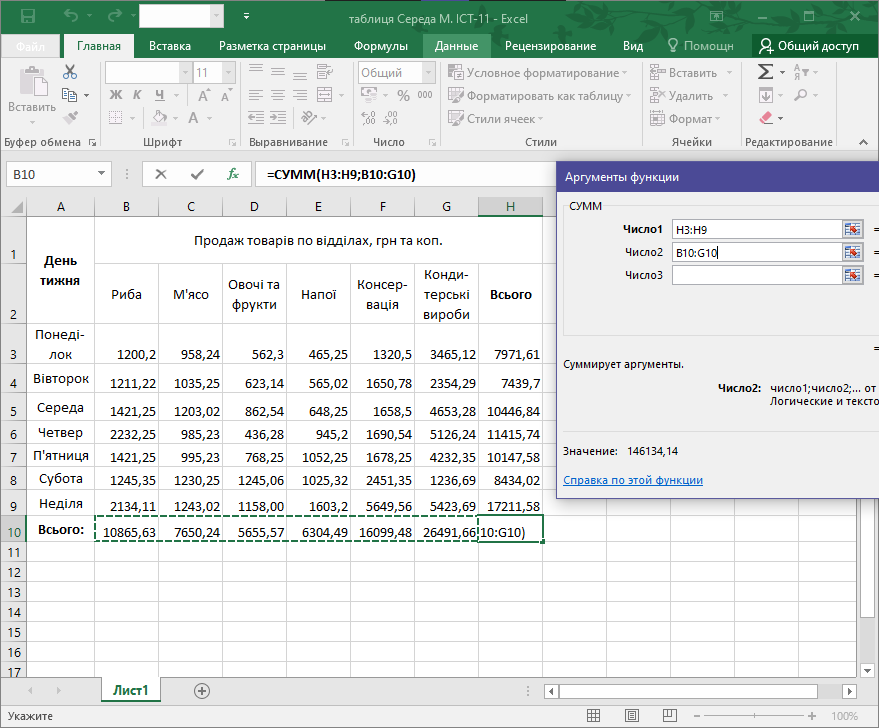 таблиця Середа М. ІСТ-11 - Excel
Файл Главная Вставка Разметка страницы Формулы Данные Рецензирование Вид Помощн Общий доступ
Вставить
11
Ж К Ч
Общий
% 000
Условное форматирование
Форматировать как таблицу
Стили ячеек
Вставить
Удалить
Формат
Буфер обмена Шрифт Выравнивание Число Стили Ячейки Редактирование
B10 fx =СУММ(H3:H9;B10:G10)
A B C D E F G H
1 День тижня Продаж товарів по відділах, грн та коп.
2 Риба М'ясо Овочі та фрукти Напої Консер-вація Конди-терські вироби Всього
3 Понеді-лок 1200,2 958,24 562,3 465,25 1320,5 3465,12 7971,61
4 Вівторок 1211,22 1035,25 623,14 565,02 1650,78 2354,29 7439,7
5 Середа 1421,25 1203,02 862,54 648,25 1658,5 4653,28 10446,84
6 Четвер 2232,25 985,23 436,28 945,2 1690,54 5126,24 11415,74
7 П'ятниця 1421,25 995,23 768,25 1052,25 1678,25 4232,35 10147,58
8 Субота 1245,35 1230,25 1245,06 1025,32 2451,35 1236,69 8434,02
9 Неділя 2134,11 1243,02 1158,00 1603,2 5649,56 5423,69 17211,58
10 Всього: 10865,63 7650,24 5655,57 6304,49 16099,48 26491,66 10:G10)
11
12
13
14
15
16
17
Аргументы функции
СУММ
Число1 H3:H9 =
Число2 B10:G10 =
Число3 =
=
Суммирует аргументы.
Число2: число1;число2;... от
Логические и тексто
Значение: 146134,14
Справка по этой функции
Лист1
Укажите
100%